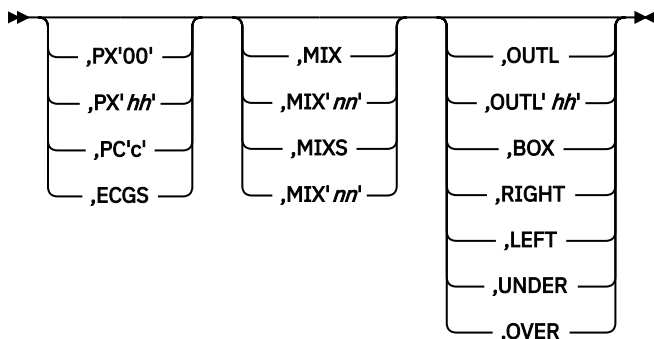 ,PX'00'
,PX'hh'
,PC'c'
,ECGS
,MIX
,MIX'nn'
,MIXS
,MIX'nn'
,OUTL
,OUTL'hh'
,BOX
,RIGHT
,LEFT
,UNDER
,OVER